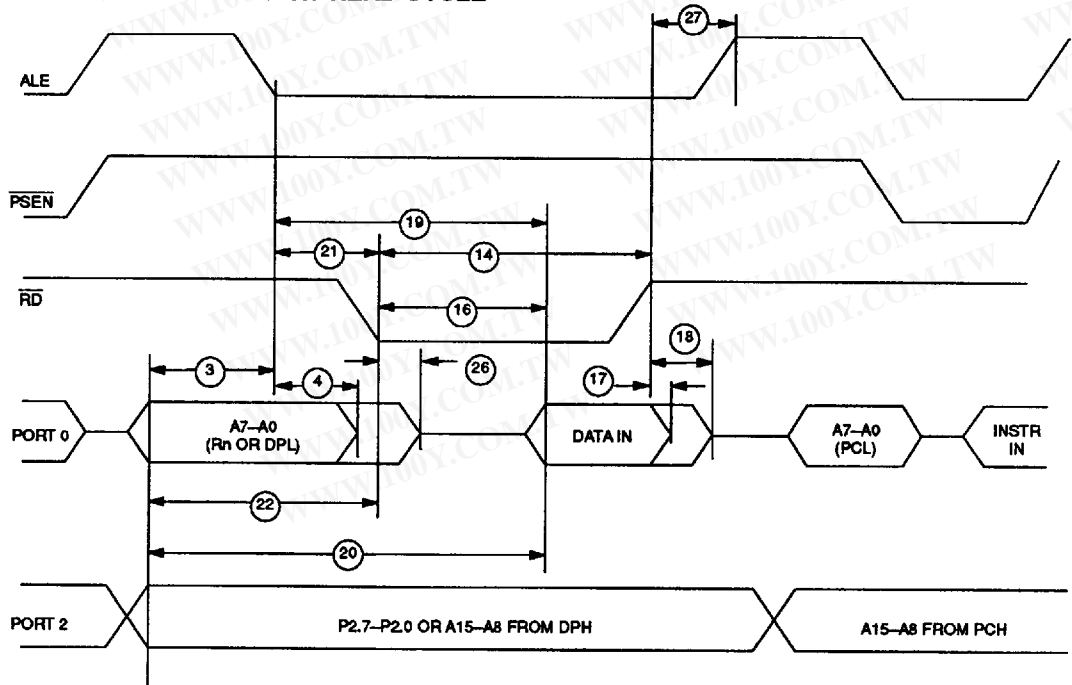 READ CYCLE
27
ALE
PSEN
19
21
14
RD
16
18
3
4
26
17
PORT 0
A7–A0
(Rn OR DPL)
DATA IN
A7–A0
(PCL)
INSTR
IN
22
20
PORT 2
P2.7–P2.0 OR A15–A8 FROM DPH
A15–A8 FROM PCH
WWW.100Y.COM.TW